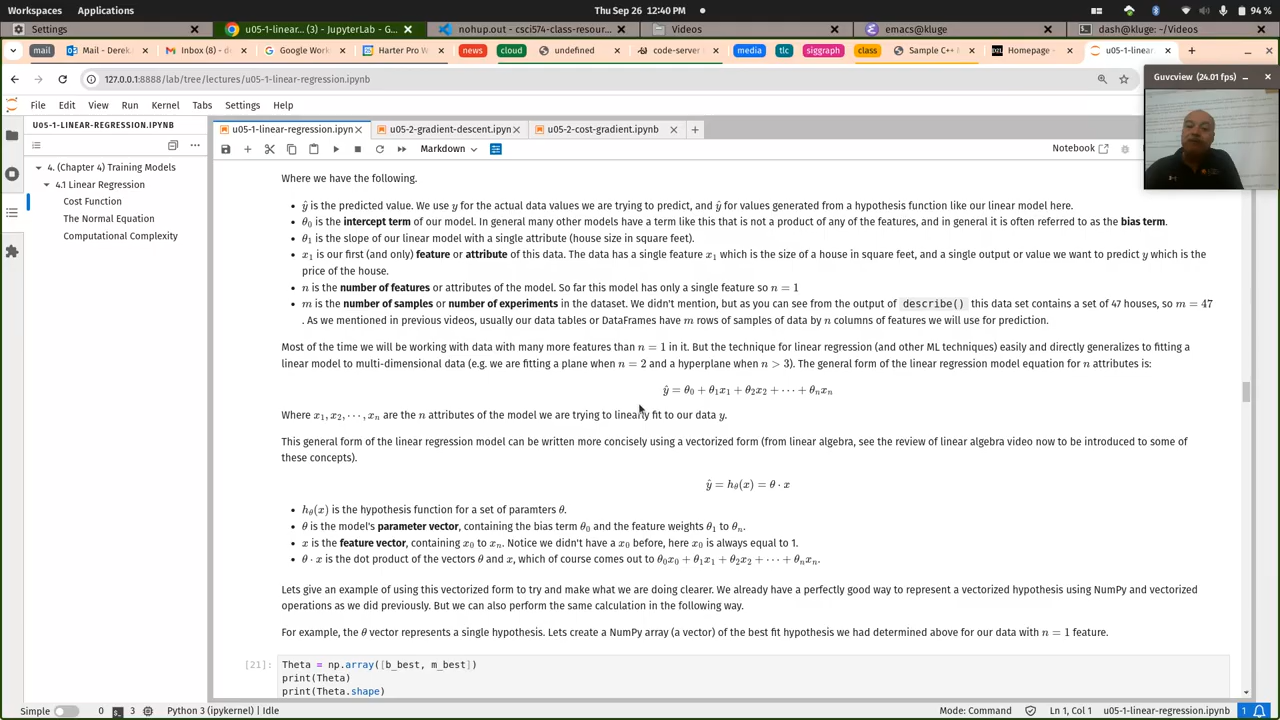 Workspaces Applications Thu Sep 26 12:40 PM 94 %
Settings u05-1-linear... (3) - JupyterLab - G... nohup.out - csci574-class-resour... Videos emacs@kluge dash@kluge: ~/Videos
mail Mail - Derek. Inbox (8) - d Google Work Harter Pro W news cloud undefined code-server media tlc siggraph class Sample C++ Homepage - u05-1-linear
127.0.0.1:8888/lab/tree/lectures/u05-1-linear-regression.ipynb
Guvcview (24.01 fps)
File Edit View Run Kernel Tabs Settings Help
U05-1-LINEAR-REGRESSION.IPYNB
4. (Chapter 4) Training Models
4.1 Linear Regression
Cost Function
The Normal Equation
Computational Complexity
u05-1-linear-regression.ipyn u05-2-gradient-descent.ipyn u05-2-cost-gradient.ipynb
Markdown Notebook
Where we have the following.
• ŷ is the predicted value. We use y for the actual data values we are trying to predict, and ŷ for values generated from a hypothesis function like our linear model here.
• θ₀ is the intercept term of our model. In general many other models have a term like this that is not a product of any of the features, and in general it is often referred to as the bias term.
• θ₁ is the slope of our linear model with a single attribute (house size in square feet).
• x₁ is our first (and only) feature or attribute of this data. The data has a single feature x₁ which is the size of a house in square feet, and a single output or value we want to predict y which is the
price of the house.
• n is the number of features or attributes of the model. So far this model has only a single feature so n = 1
• m is the number of samples or number of experiments in the dataset. We didn't mention, but as you can see from the output of describe() this data set contains a set of 47 houses, so m = 47
. As we mentioned in previous videos, usually our data tables or DataFrames have m rows of samples of data by n columns of features we will use for prediction.
Most of the time we will be working with data with many more features than n = 1 in it. But the technique for linear regression (and other ML techniques) easily and directly generalizes to fitting a
linear model to multi-dimensional data (e.g. we are fitting a plane when n = 2 and a hyperplane when n > 3). The general form of the linear regression model equation for n attributes is:
ŷ = θ₀ + θ₁x₁ + θ₂x₂ + ⋯ + θₙxₙ
Where x₁, x₂, ⋯, xₙ are the n attributes of the model we are trying to linearly fit to our data y.
This general form of the linear regression model can be written more concisely using a vectorized form (from linear algebra, see the review of linear algebra video now to be introduced to some of
these concepts).
ŷ = h_θ(x) = θ · x
• h_θ(x) is the hypothesis function for a set of paramters θ.
• θ is the model's parameter vector, containing the bias term θ₀ and the feature weights θ₁ to θₙ.
• x is the feature vector, containing x₀ to xₙ. Notice we didn't have a x₀ before, here x₀ is always equal to 1.
• θ · x is the dot product of the vectors θ and x, which of course comes out to θ₀x₀ + θ₁x₁ + θ₂x₂ + ⋯ + θₙxₙ.
Lets give an example of using this vectorized form to try and make what we are doing clearer. We already have a perfectly good way to represent a vectorized hypothesis using NumPy and vectorized
operations as we did previously. But we can also perform the same calculation in the following way.
For example, the θ vector represents a single hypothesis. Lets create a NumPy array (a vector) of the best fit hypothesis we had determined above for our data with n = 1 feature.
[21]: Theta = np.array([b_best, m_best])
print(Theta)
print(Theta.shape)
Simple 0 3 Python 3 (ipykernel) | Idle Mode: Command Ln 1, Col 1 u05-1-linear-regression.ipynb 1